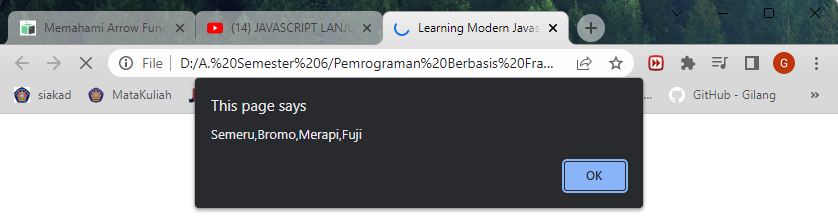 Memahami Arrow Func
(14) JAVASCRIPT LANJU
Learning Modern Javas
File
D:/A.%20Semester%206/Pemrograman%20Berbasis%20Fra...
G
siakad
MataKuliah
...
GitHub - Gilang
»
This page says
Semeru,Bromo,Merapi,Fuji
OK